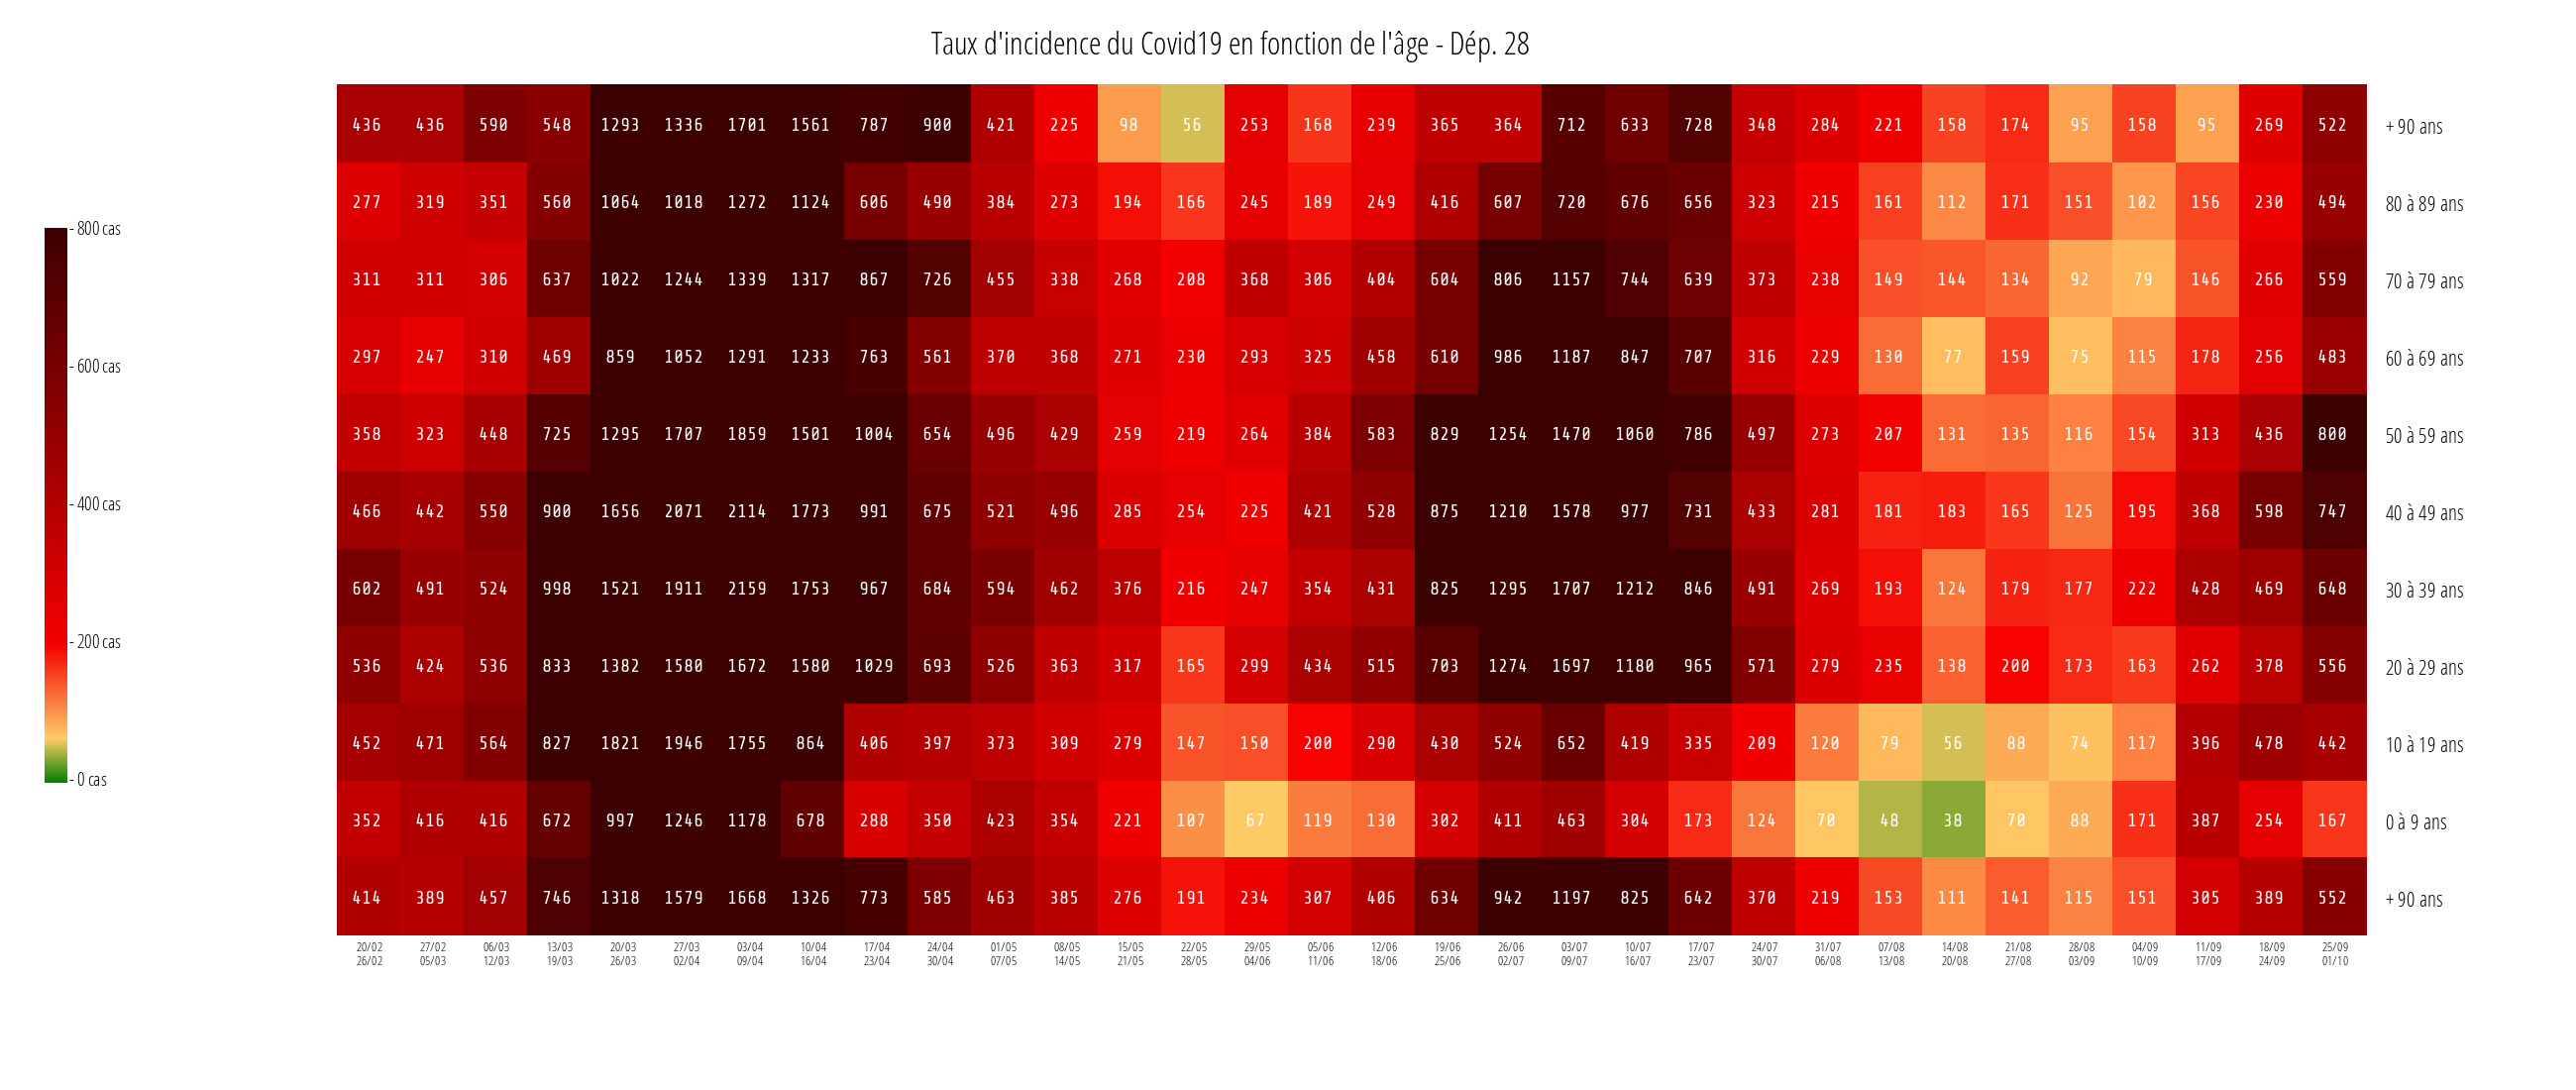 Taux d'incidence du Covid19 en fonction de l'âge - Dép. 28
436 436 590 548 1293 1336 1701 1561 787 900 421 225 98 56 253 168 239 365 364 712 633 728 348 284 221 158 174 95 158 95 269 522 + 90 ans
277 319 351 560 1064 1018 1272 1124 606 490 384 273 194 166 245 189 249 416 607 720 676 656 323 215 161 112 171 151 102 156 230 494 80 à 89 ans
- 800 cas
311 311 306 637 1022 1244 1339 1317 867 726 455 338 268 208 368 306 404 604 806 1157 744 639 373 238 149 144 134 92 79 146 266 559 70 à 79 ans
297 247 310 469 859 1052 1291 1233 763 561 370 368 271 230 293 325 458 610 986 1187 847 707 316 229 130 77 159 75 115 178 256 483 60 à 69 ans
- 600 cas
358 323 448 725 1295 1707 1859 1501 1004 654 496 429 259 219 264 384 583 829 1254 1470 1060 786 497 273 207 131 135 116 154 313 436 800 50 à 59 ans
- 400 cas
466 442 550 900 1656 2071 2114 1773 991 675 521 496 285 254 225 421 528 875 1210 1578 977 731 433 281 181 183 165 125 195 368 598 747 40 à 49 ans
602 491 524 998 1521 1911 2159 1753 967 684 594 462 376 216 247 354 431 825 1295 1707 1212 846 491 269 193 124 179 177 222 428 469 648 30 à 39 ans
- 200 cas
536 424 536 833 1382 1580 1672 1580 1029 693 526 363 317 165 299 434 515 703 1274 1697 1180 965 571 279 235 138 200 173 163 262 378 556 20 à 29 ans
452 471 564 827 1821 1946 1755 864 406 397 373 309 279 147 150 200 290 430 524 652 419 335 209 120 79 56 88 74 117 396 478 442 10 à 19 ans
- 0 cas
352 416 416 672 997 1246 1178 678 288 350 423 354 221 107 67 119 130 302 411 463 304 173 124 70 48 38 70 88 171 387 254 167 0 à 9 ans
414 389 457 746 1318 1579 1668 1326 773 585 463 385 276 191 234 307 406 634 942 1197 825 642 370 219 153 111 141 115 151 305 389 552 + 90 ans
20/02 27/02 06/03 13/03 20/03 27/03 03/04 10/04 17/04 24/04 01/05 08/05 15/05 22/05 29/05 05/06 12/06 19/06 26/06 03/07 10/07 17/07 24/07 31/07 07/08 14/08 21/08 28/08 04/09 11/09 18/09 25/09
26/02 05/03 12/03 19/03 26/03 02/04 09/04 16/04 23/04 30/04 07/05 14/05 21/05 28/05 04/06 11/06 18/06 25/06 02/07 09/07 16/07 23/07 30/07 06/08 13/08 20/08 27/08 03/09 10/09 17/09 24/09 01/10